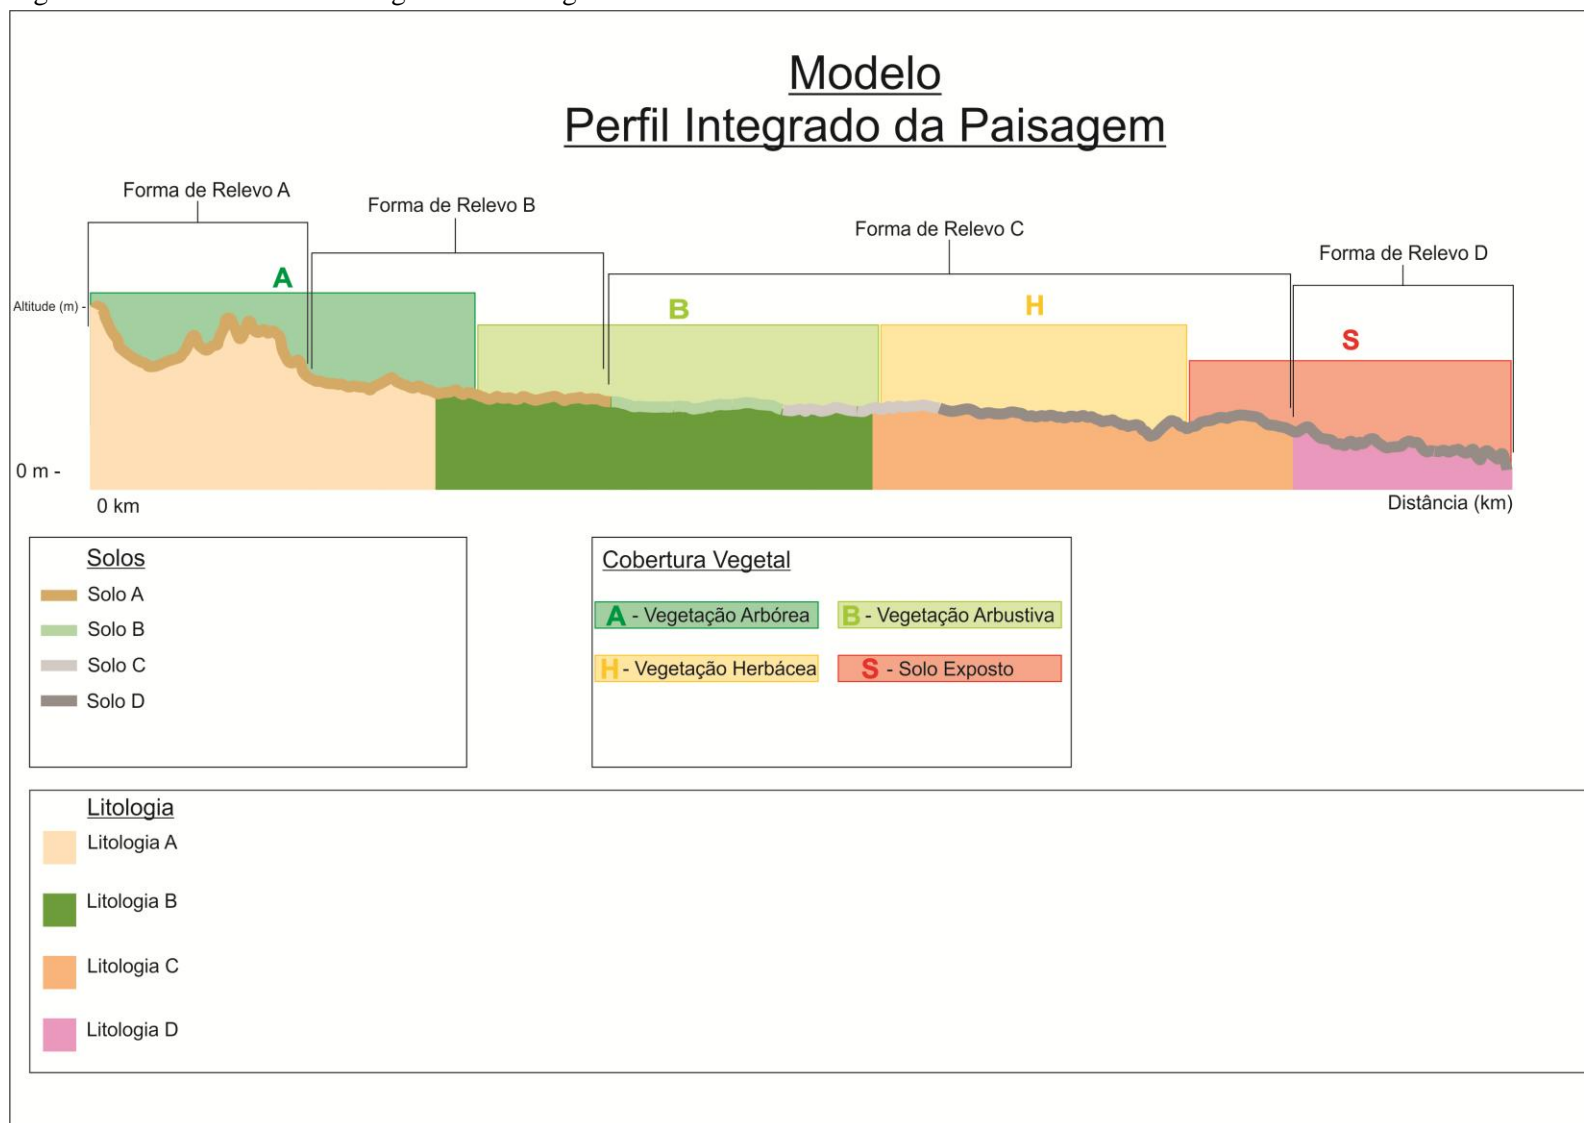 Modelo
Perfil Integrado da Paisagem
Forma de Relevo A
Forma de Relevo B
Forma de Relevo C
Forma de Relevo D
A
B
H
S
Altitude (m) -
0 m -
0 km
Distância (km)
Solos
Solo A
Solo B
Solo C
Solo D
Cobertura Vegetal
A - Vegetação Arbórea
B - Vegetação Arbustiva
H - Vegetação Herbácea
S - Solo Exposto
Litologia
Litologia A
Litologia B
Litologia C
Litologia D